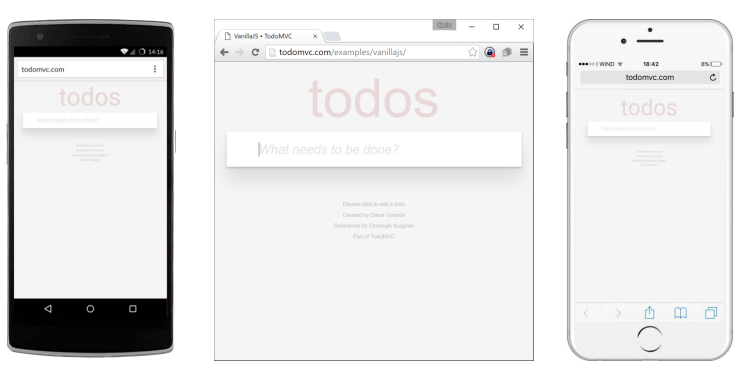 14:16
todomvc.com
todos
What needs to be done?
VanillaJS • TodoMVC
todomvc.com/examples/vanillajs/
todos
What needs to be done?
Double-click to edit a todo
Created by Oscar Godson
Refactored by Christoph Burgmer
Part of TodoMVC
I WIND 18:42 8%
todomvc.com
todos
What needs to be done?